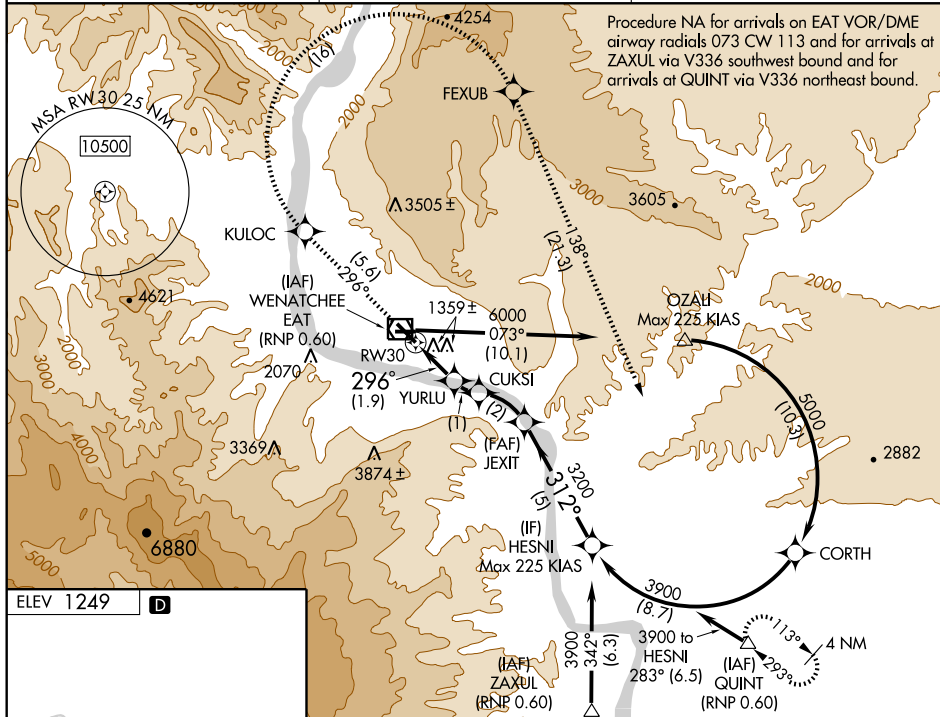 Procedure NA for arrivals on EAT VOR/DME
airway radials 073 CW 113 and for arrivals at
ZAXUL via V336 southwest bound and for
arrivals at QUINT via V336 northeast bound.
4254
(16)
2000
FEXUB
MSA RW30 25 NM
10500
2000
3000
3505 ±
3605
KULOC
138°
(21.3)
(5.6)
296°
2000
4621
(IAF)
WENATCHEE
EAT
(RNP 0.60)
1359 ±
6000
073°
(10.1)
OZALI
Max 225 KIAS
RW30
2070
296°
(1.9)
CUKSI
YURLU
(1)
(2)
5000
(10.3)
(FAF)
JEXIT
3369
3874 ±
2882
4000
3200
312°
(5)
6880
(IF)
HESNI
Max 225 KIAS
CORTH
5000
3900
(8.7)
ELEV 1249
D
3900
342°
(6.3)
3900 to
HESNI
283° (6.5)
113°
4 NM
293°
(IAF)
ZAXUL
(RNP 0.60)
(IAF)
QUINT
(RNP 0.60)